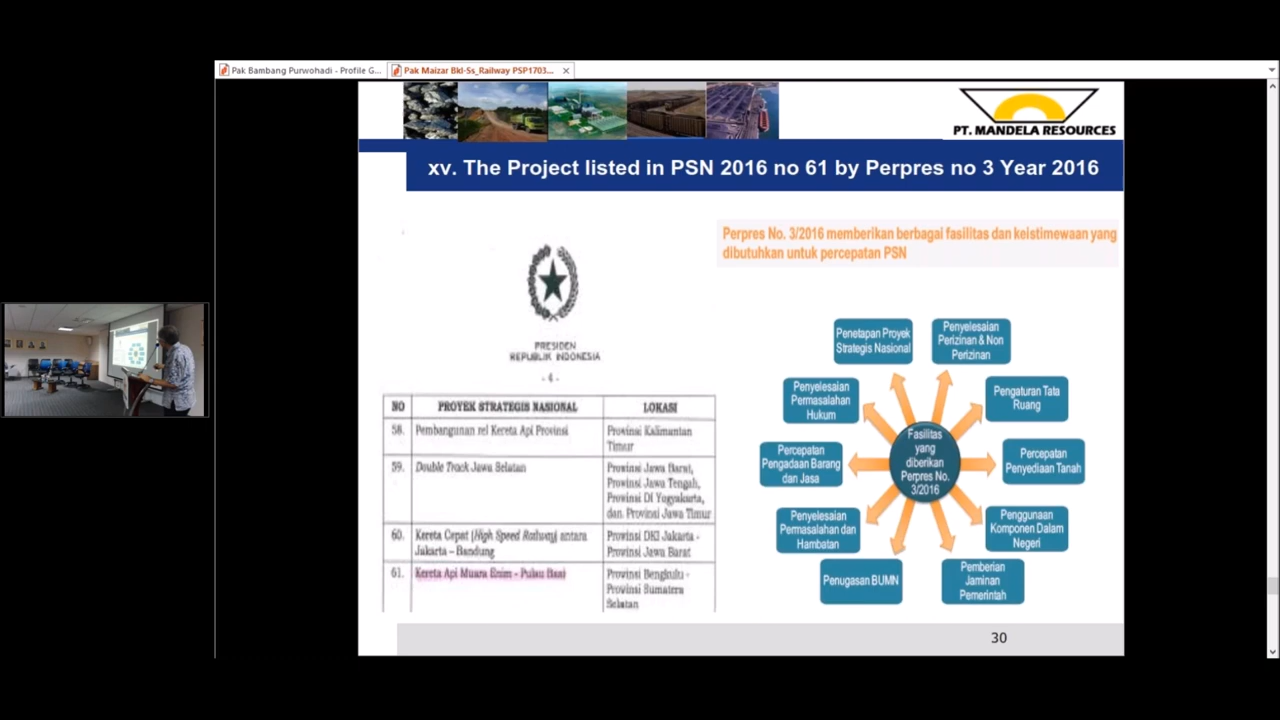 Pak Bambang Purwohadi - Profile G...
Pak Maizar Bkl-Ss_Railway PSP1703...
PT. MANDELA RESOURCES
xv. The Project listed in PSN 2016 no 61 by Perpres no 3 Year 2016
Perpres No. 3/2016 memberikan berbagai fasilitas dan keistimewaan yang
dibutuhkan untuk percepatan PSN
PRESIDEN
REPUBLIK INDONESIA
- 4 -
NO PROYEK STRATEGIS NASIONAL LOKASI
58. Pembangunan rel Kereta Api Provinsi Provinsi Kalimantan
Timur
59. Double Track Jawa Selatan Provinsi Jawa Barat,
Provinsi Jawa Tengah,
Provinsi DI Yogyakarta,
dan Provinsi Jawa Timur
60. Kereta Cepat (High Speed Railway) antara Provinsi DKI Jakarta -
Jakarta – Bandung Provinsi Jawa Barat
61. Kereta Api Muara Enim - Pulau Baai Provinsi Bengkulu -
Provinsi Sumatera
Selatan
Penetapan Proyek
Strategis Nasional
Penyelesaian
Perizinan & Non
Perizinan
Penyelesaian
Permasalahan
Hukum
Pengaturan Tata
Ruang
Percepatan
Pengadaan Barang
dan Jasa
Fasilitas
yang
diberikan
Perpres No.
3/2016
Percepatan
Penyediaan Tanah
Penyelesaian
Permasalahan dan
Hambatan
Penggunaan
Komponen Dalam
Negeri
Penugasan BUMN
Pemberian
Jaminan
Pemerintah
30